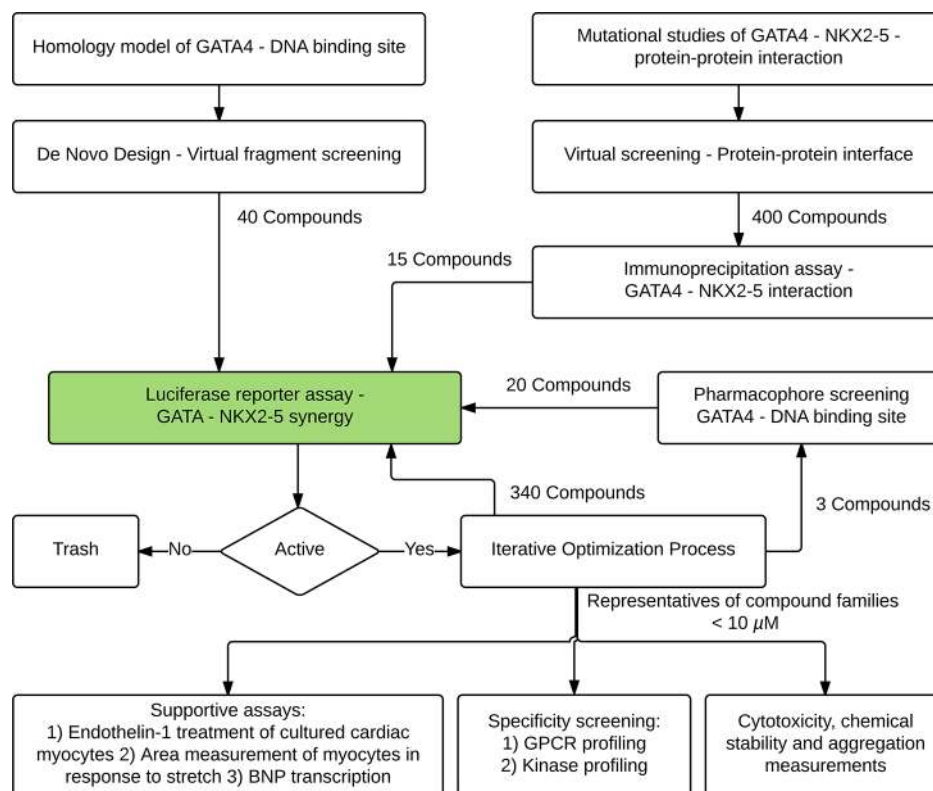 Homology model of GATA4 - DNA binding site
Mutational studies of GATA4 - NKX2-5 -
protein-protein interaction
De Novo Design - Virtual fragment screening
Virtual screening - Protein-protein interface
40 Compounds
400 Compounds
15 Compounds
Immunoprecipitation assay -
GATA4 - NKX2-5 interaction
Luciferase reporter assay -
GATA - NKX2-5 synergy
20 Compounds
Pharmacophore screening
GATA4 - DNA binding site
340 Compounds
3 Compounds
Trash
No
Active
Yes
Iterative Optimization Process
Representatives of compound families
< 10 µM
Supportive assays:
1) Endothelin-1 treatment of cultured cardiac
myocytes 2) Area measurement of myocytes in
response to stretch 3) BNP transcription
Specificity screening:
1) GPCR profiling
2) Kinase profiling
Cytotoxicity, chemical
stability and aggregation
measurements